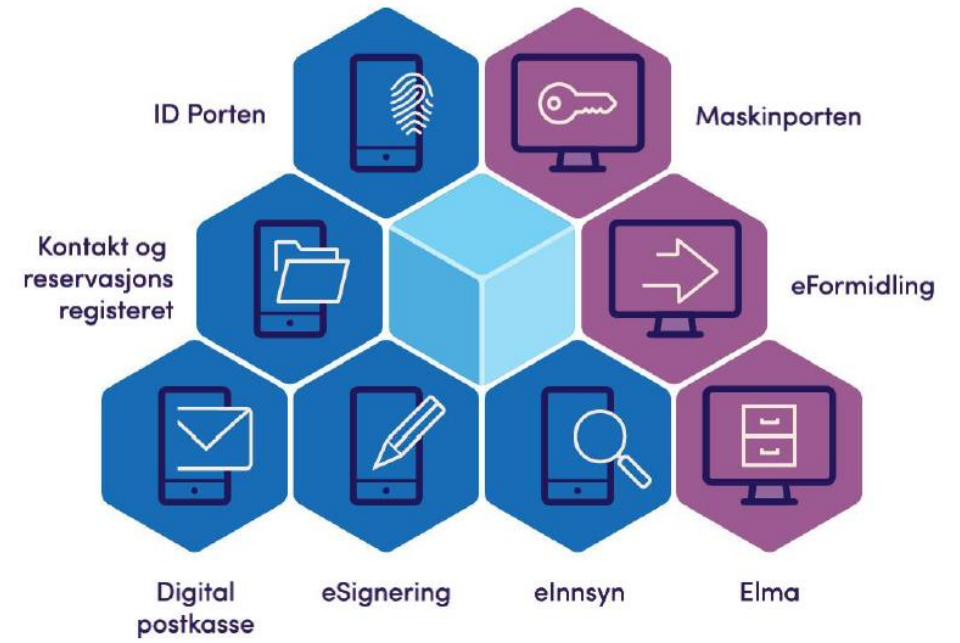 ID Porten
Maskinporten
Kontakt og
reservasjons
registeret
eFormidling
Digital
postkasse
eSignering
eInnsyn
Elma